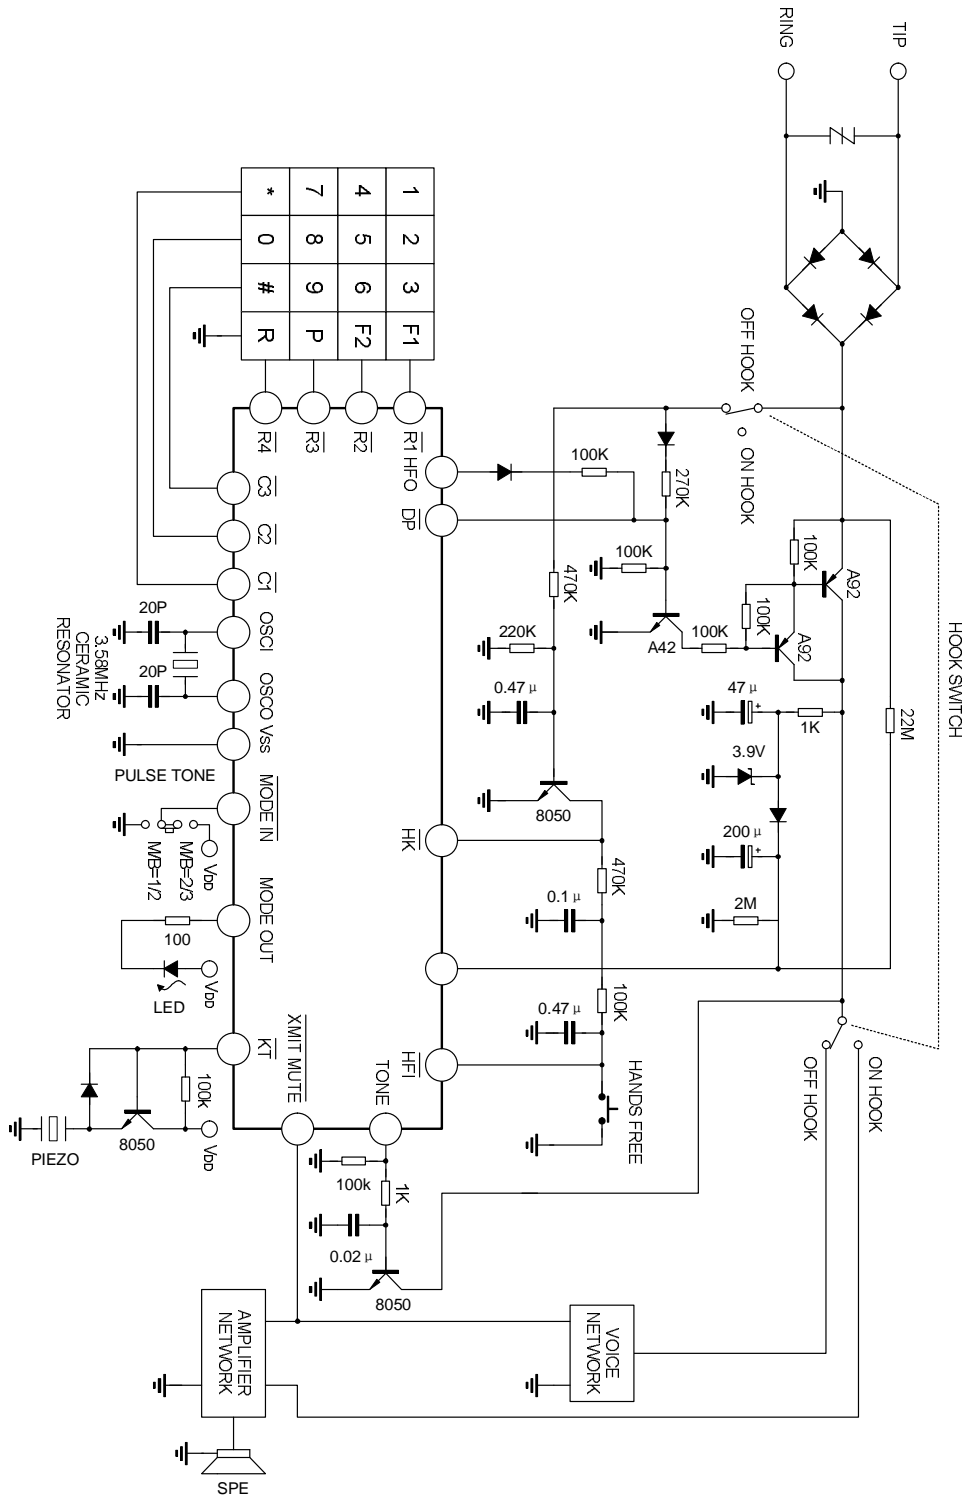 RING
TIP
1 2 3 F1
4 5 6 F2
7 8 9 P
* 0 # R
OFF HOOK
ON HOOK
HOOK SWITCH
A92
100K
100K
A92
22M
100K
A42
100K
270K
100K
470K
220K
0.47 μ
8050
47 μ
1K
3.9V
200 μ
2M
470K
0.1 μ
100K
0.47 μ
HANDS FREE
ON HOOK
OFF HOOK
R1
R2
R3
R4
HFO
DP
HK
HFI
C3
C2
C1
OSCI
OSCO
VSS
MODE IN
MODE OUT
KT
XMIT MUTE
TONE
20P
20P
3.58MHz
CERAMIC
RESONATOR
PULSE TONE
M/B=1/2
M/B=2/3
VDD
100
LED
VDD
100k
VDD
8050
PIEZO
100k
1K
0.02 μ
8050
VOICE
NETWORK
AMPLIFIER
NETWORK
SPE